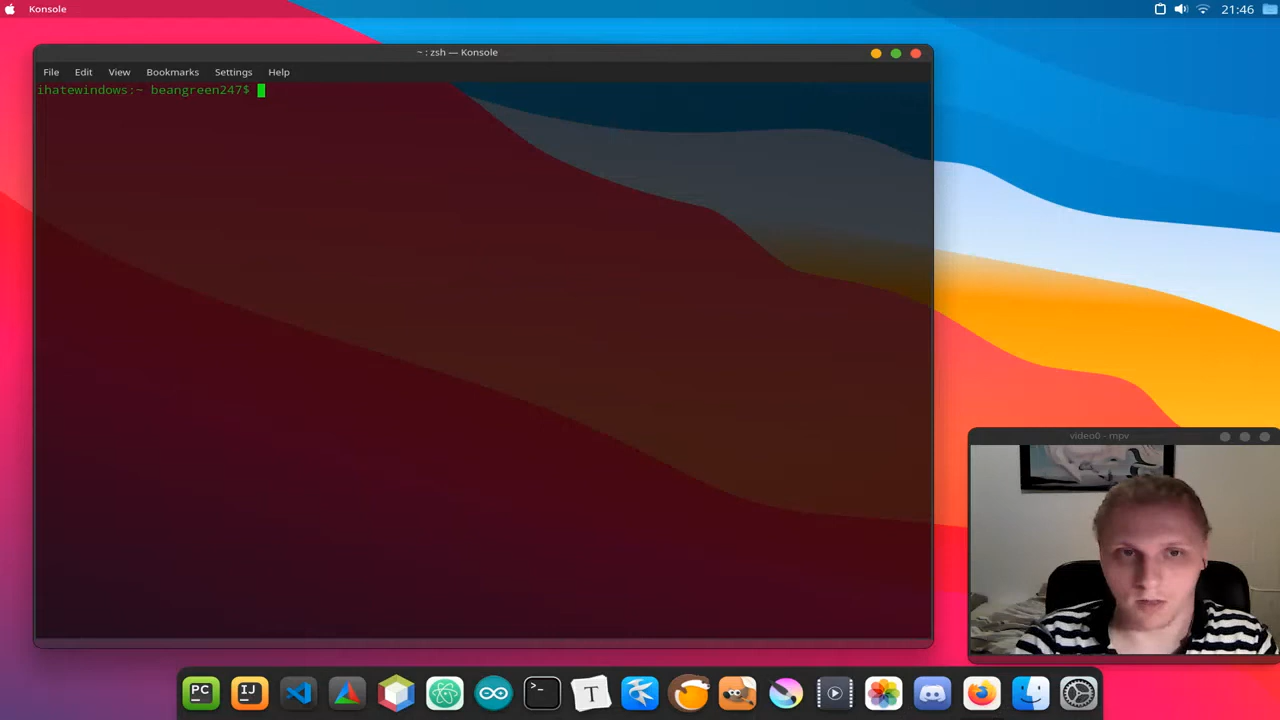 Konsole
21:46
~ : zsh — Konsole
File Edit View Bookmarks Settings Help
ihatewindows:~ beangreen247$
video0 - mpv
PC
IJ
>-
T